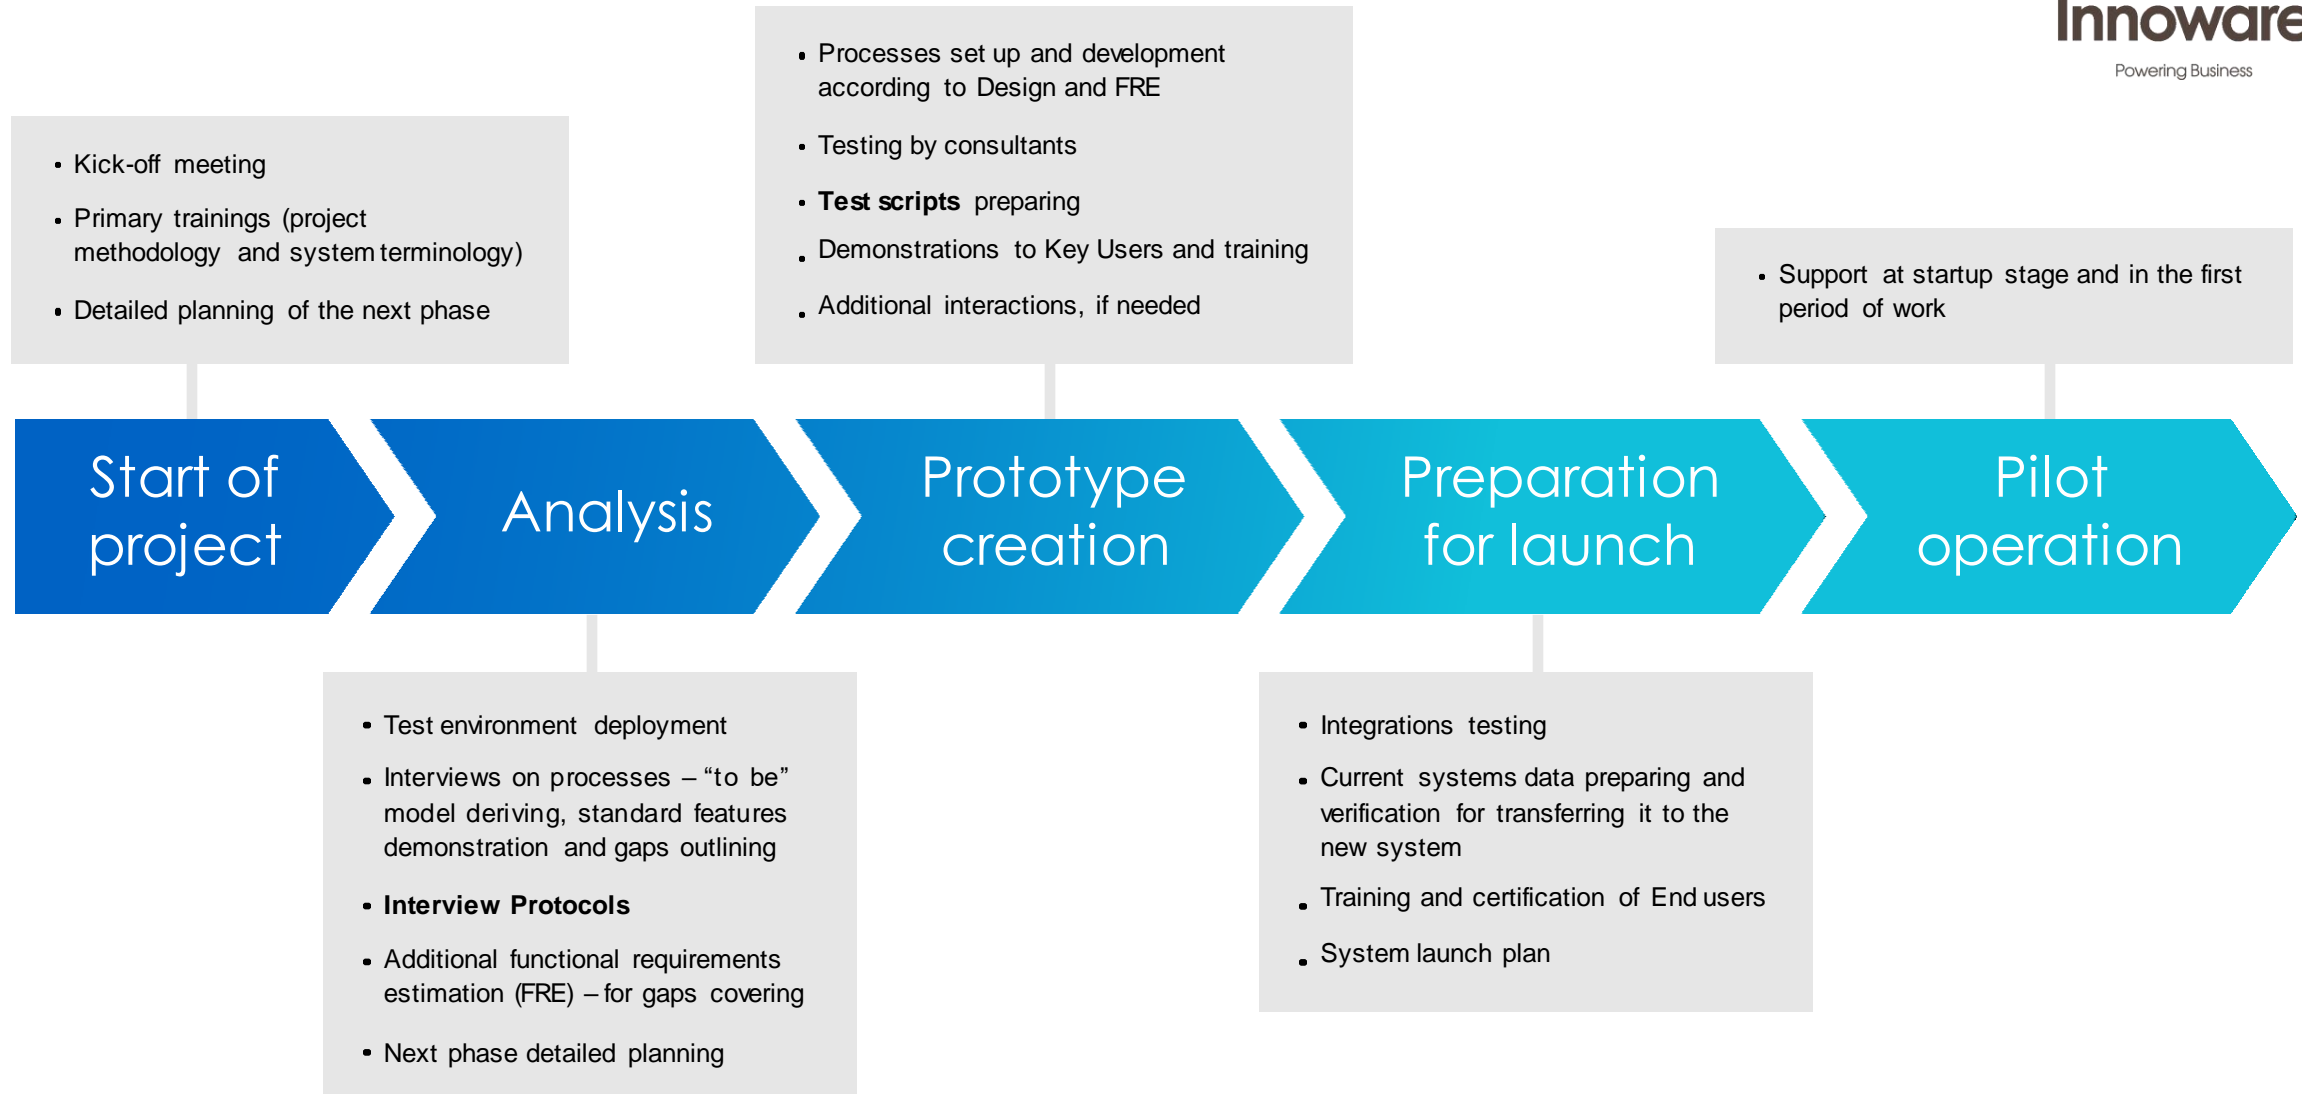 Innoware
Powering Business
• Kick-off meeting
• Primary trainings (project
methodology and system terminology)
• Detailed planning of the next phase
• Processes set up and development
according to Design and FRE
• Testing by consultants
• Test scripts preparing
• Demonstrations to Key Users and training
• Additional interactions, if needed
• Support at startup stage and in the first
period of work
Start of
project
Analysis
Prototype
creation
Preparation
for launch
Pilot
operation
• Test environment deployment
• Interviews on processes – “to be”
model deriving, standard features
demonstration and gaps outlining
• Interview Protocols
• Additional functional requirements
estimation (FRE) – for gaps covering
• Next phase detailed planning
• Integrations testing
• Current systems data preparing and
verification for transferring it to the
new system
• Training and certification of End users
• System launch plan